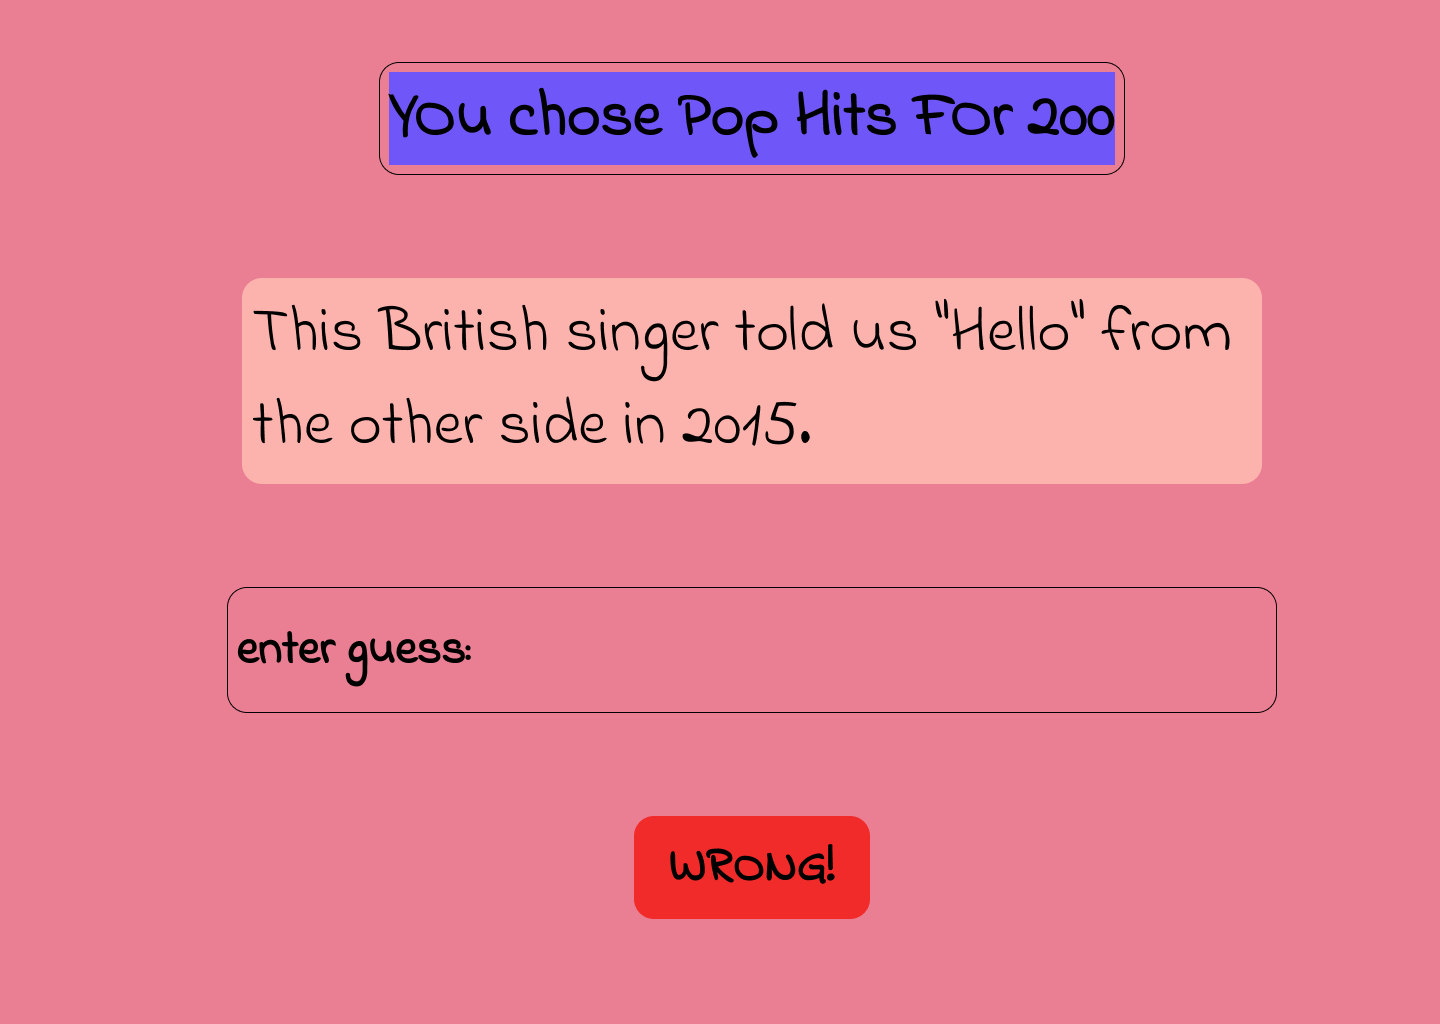 YOu chose Pop Hits FOr 200
This British singer told us "Hello" from
the other side in 2015.
enter guess:
WRONG!